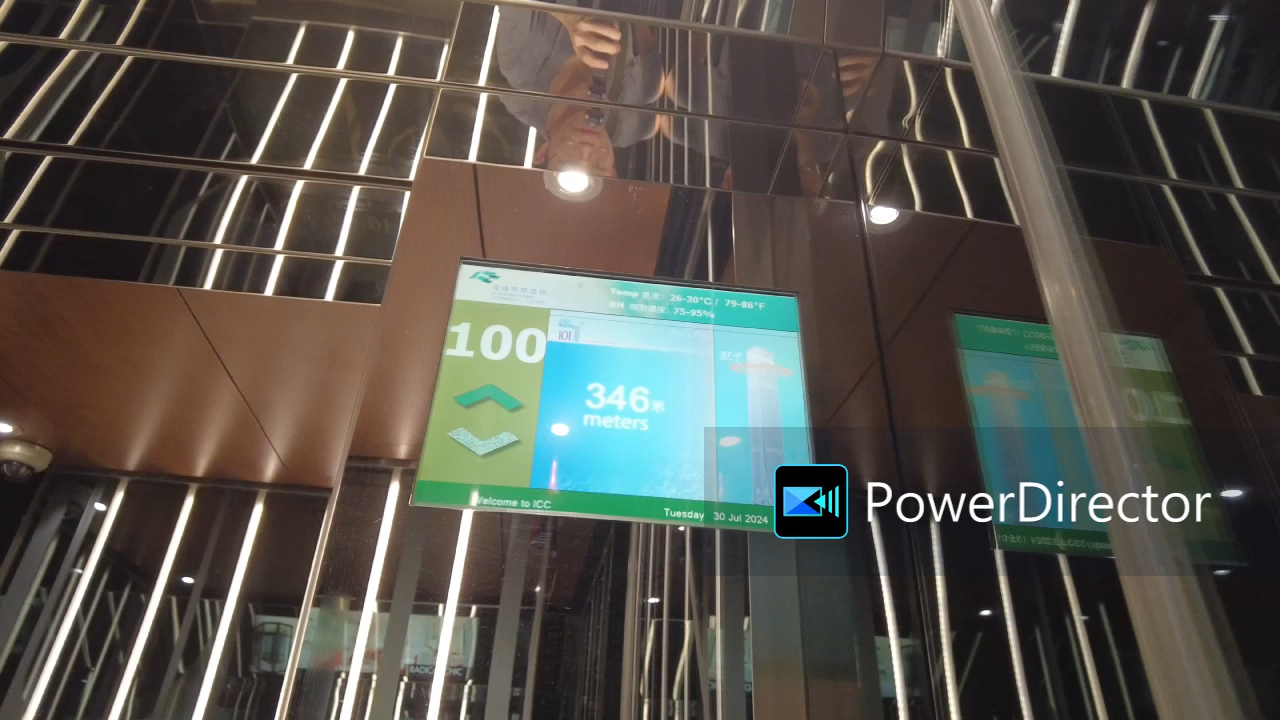 Temp 溫度: 26-30°C / 79-86°F
RH 相對濕度: 75-95%
100
101
346米
meters
Welcome to ICC
Tuesday 30 Jul 2024
PowerDirector